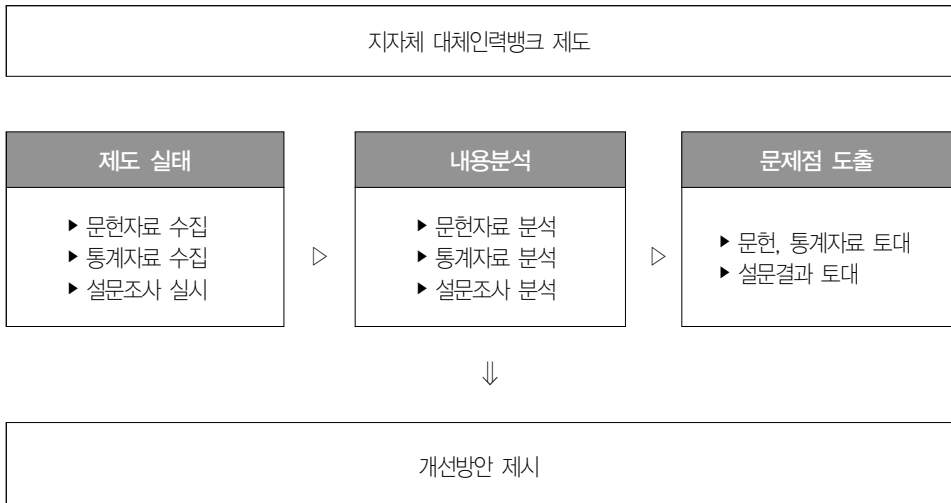 지자체 대체인력뱅크 제도
제도 실태
▶ 문헌자료 수집
▶ 통계자료 수집
▶ 설문조사 실시
▷
내용분석
▶ 문헌자료 분석
▶ 통계자료 분석
▶ 설문조사 분석
▷
문제점 도출
▶ 문헌, 통계자료 토대
▶ 설문결과 토대
⇓
개선방안 제시